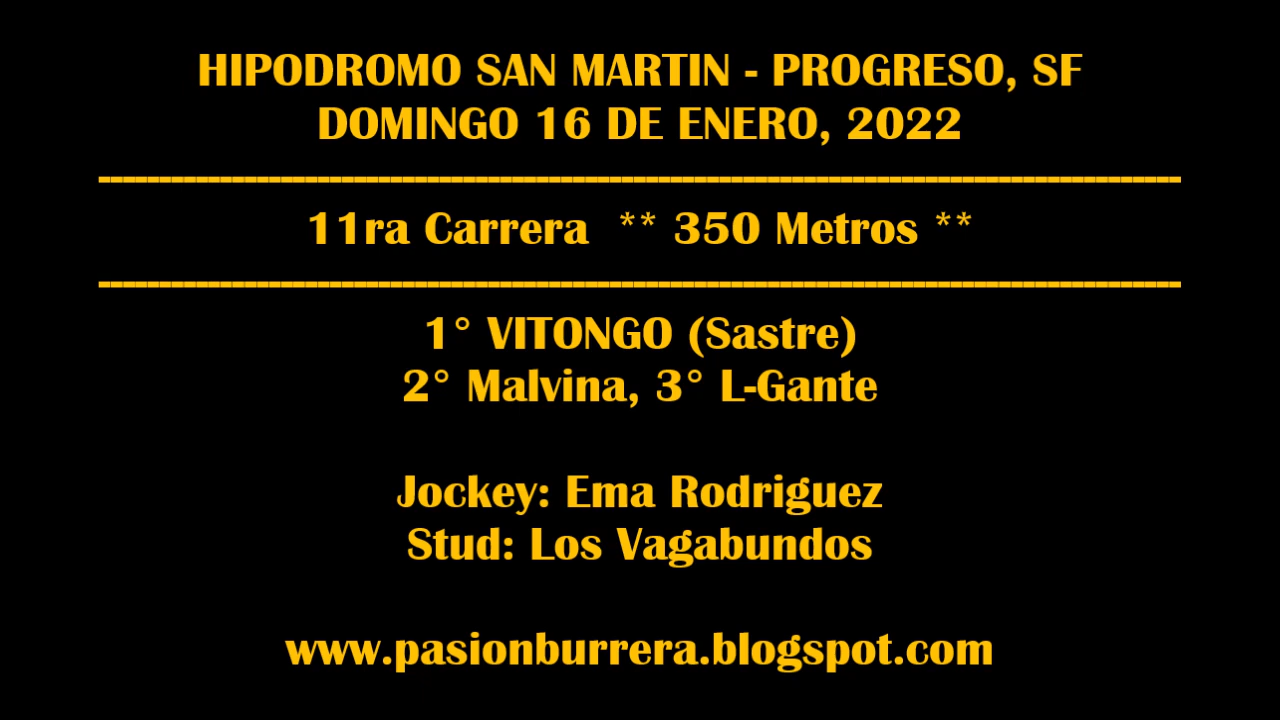 HIPODROMO SAN MARTIN - PROGRESO, SF
DOMINGO 16 DE ENERO, 2022
11ra Carrera ** 350 Metros **
1° VITONGO (Sastre)
2° Malvina, 3° L-Gante
Jockey: Ema Rodriguez
Stud: Los Vagabundos
www.pasionburrera.blogspot.com